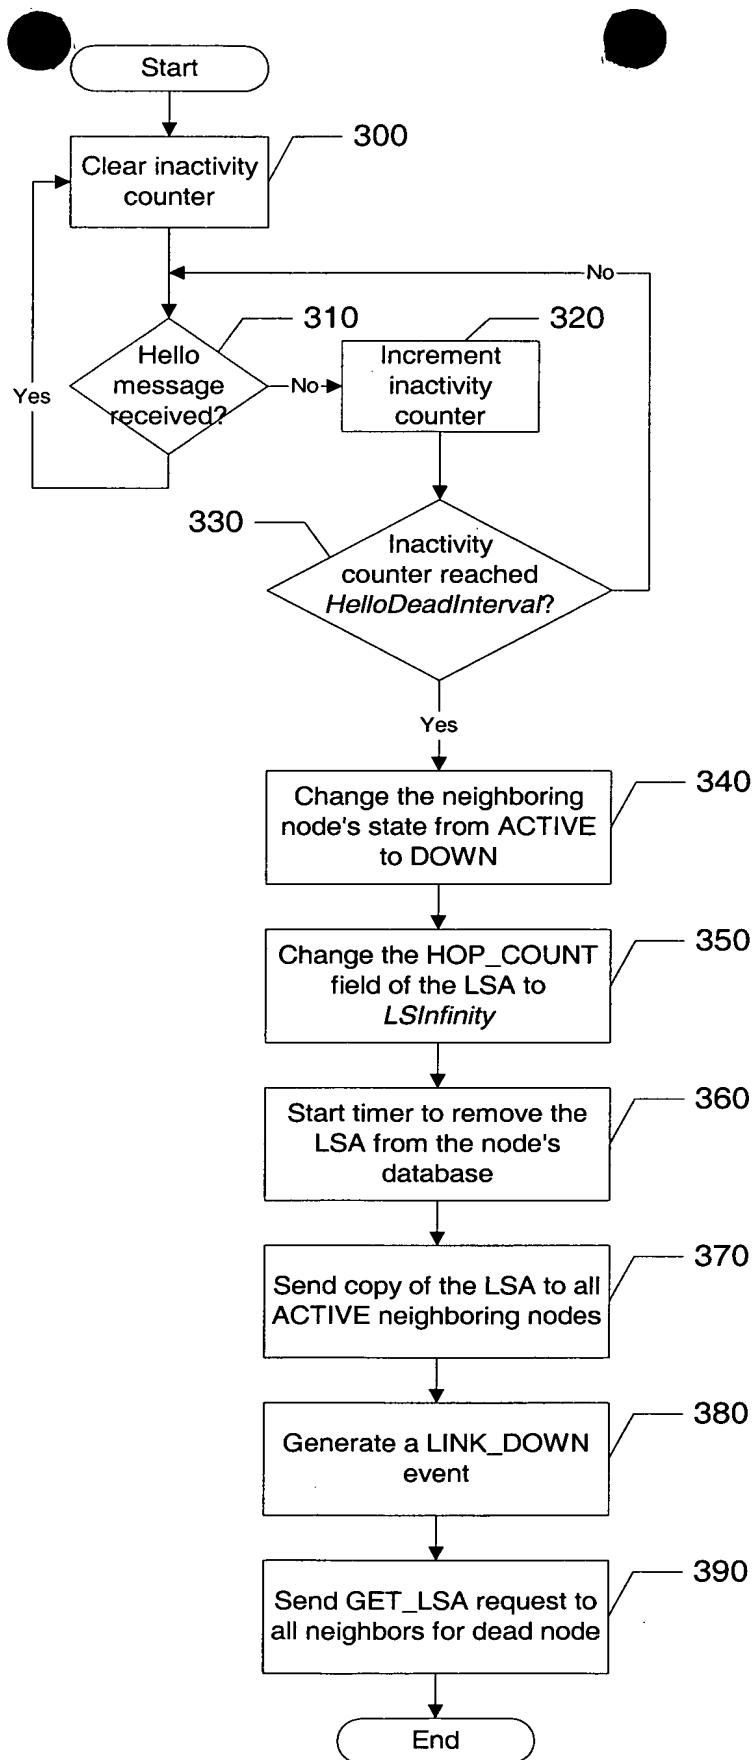 Start
300
Clear inactivity
counter
No
310
320
Hello
message
received?
Yes
No
Increment
inactivity
counter
330
Inactivity
counter reached
HelloDeadInterval?
Yes
340
Change the neighboring
node's state from ACTIVE
to DOWN
350
Change the HOP_COUNT
field of the LSA to
LSInfinity
360
Start timer to remove the
LSA from the node's
database
370
Send copy of the LSA to all
ACTIVE neighboring nodes
380
Generate a LINK_DOWN
event
390
Send GET_LSA request to
all neighbors for dead node
End